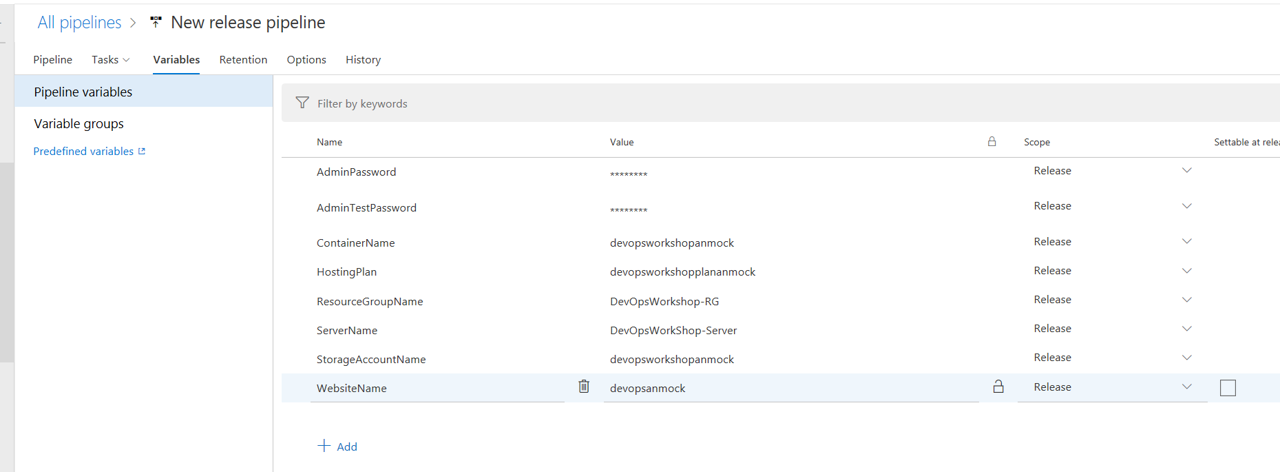 All pipelines > New release pipeline
Pipeline Tasks Variables Retention Options History
Pipeline variables
Variable groups
Predefined variables
Filter by keywords
Name Value Scope Settable at relea
AdminPassword ******** Release
AdminTestPassword ******** Release
ContainerName devopsworkshopanmock Release
HostingPlan devopsworkshopplananmock Release
ResourceGroupName DevOpsWorkshop-RG Release
ServerName DevOpsWorkShop-Server Release
StorageAccountName devopsworkshopanmock Release
WebsiteName devopsanmock Release
+ Add